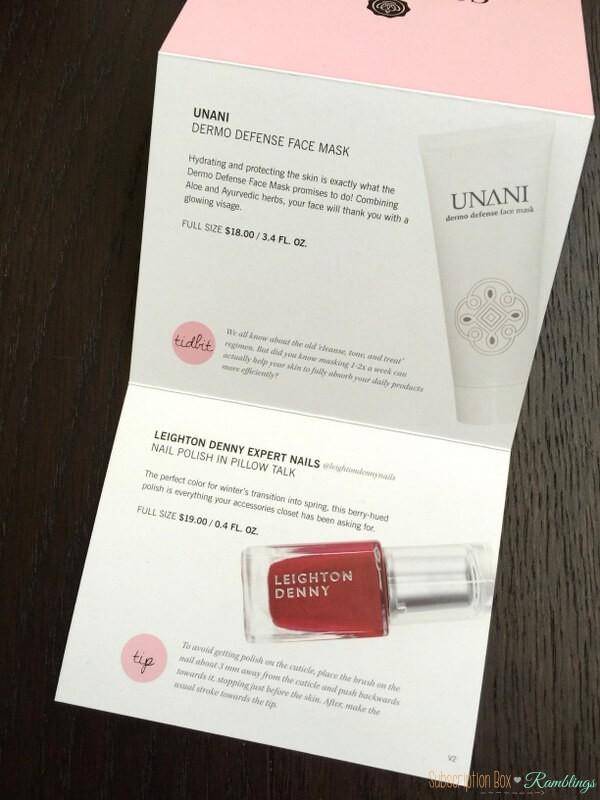 UNANI
DERMO DEFENSE FACE MASK
Hydrating and protecting the skin is exactly what the
Dermo Defense Face Mask promises to do! Combining
Aloe and Ayurvedic herbs, your face will thank you with a
glowing visage.
FULL SIZE $18.00 / 3.4 FL. OZ.
UNANI
dermo defense face mask
tidbit
We all know about the old 'cleanse, tone, and treat'
regimen. But did you know masking 1-2x a week can
actually help your skin to fully absorb your daily products
more efficiently?
LEIGHTON DENNY EXPERT NAILS @leightondennynails
NAIL POLISH IN PILLOW TALK
The perfect color for winter's transition into spring, this berry-hued
polish is everything your accessories closet has been asking for.
FULL SIZE $19.00 / 0.4 FL. OZ.
LEIGHTON
DENNY
tip
To avoid getting polish on the cuticle, place the brush on the
nail about 3 mm away from the cuticle and push backwards
towards it, stopping just before the skin. After, make the
usual stroke towards the tip.
V2
Subscription Box Ramblings